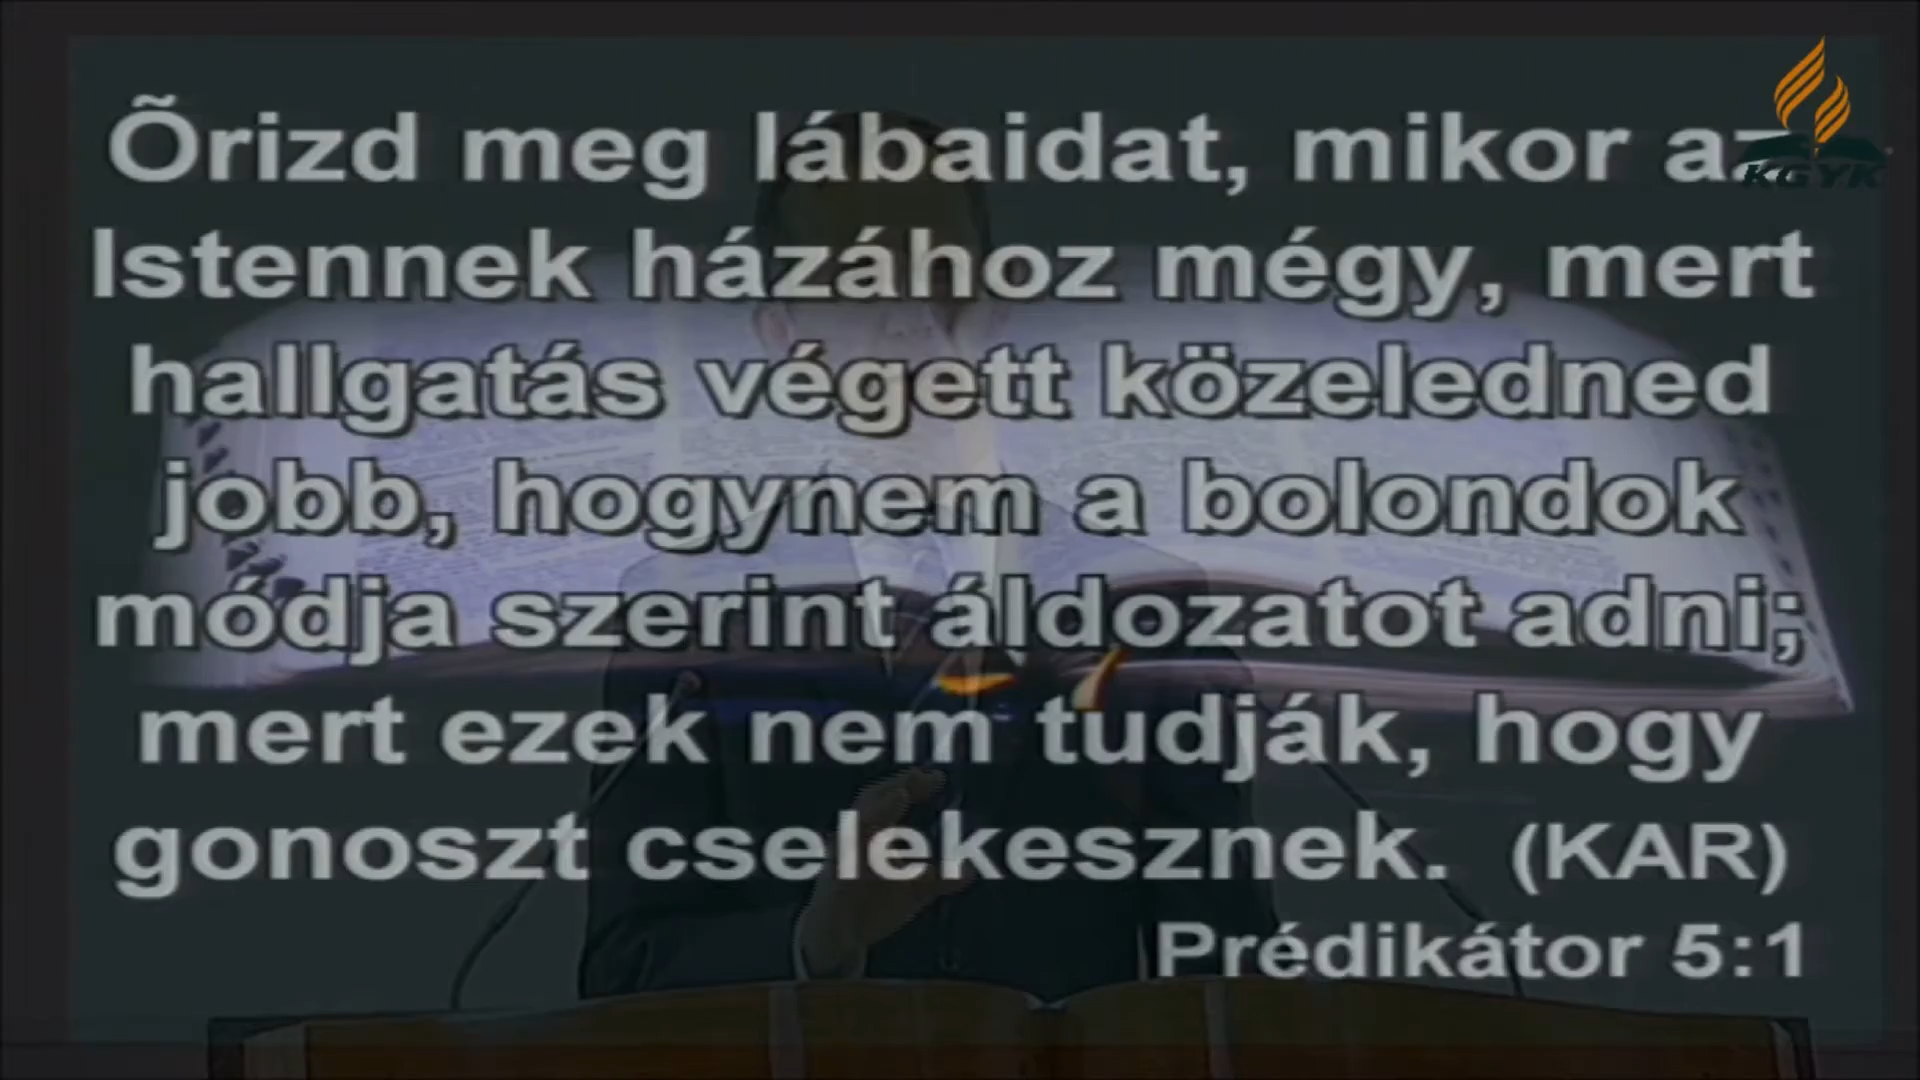 Õrizd meg lábaidat, mikor az
Istennek házához mégy, mert
hallgatás végett közeledned
jobb, hogynem a bolondok
módja szerint áldozatot adni;
mert ezek nem tudják, hogy
gonoszt cselekesznek. (KAR)
Prédikátor 5:1
KGYK